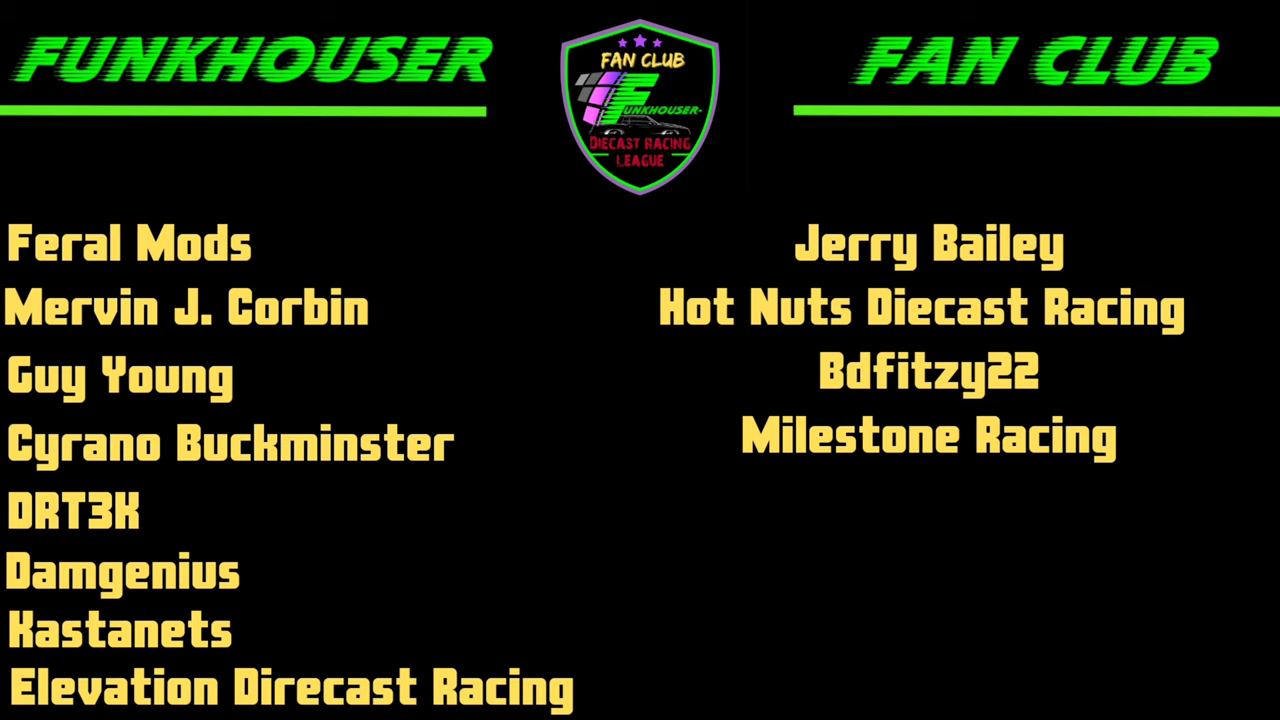 FUNKHOUSER
FAN CLUB
FAN CLUB
FUNKHOUSER-
DIECAST RACING
LEAGUE
Feral Mods
Mervin J. Corbin
Guy Young
Cyrano Buckminster
DRT3K
Damgenius
Kastanets
Elevation Direcast Racing
Jerry Bailey
Hot Nuts Diecast Racing
Bdfitzy22
Milestone Racing